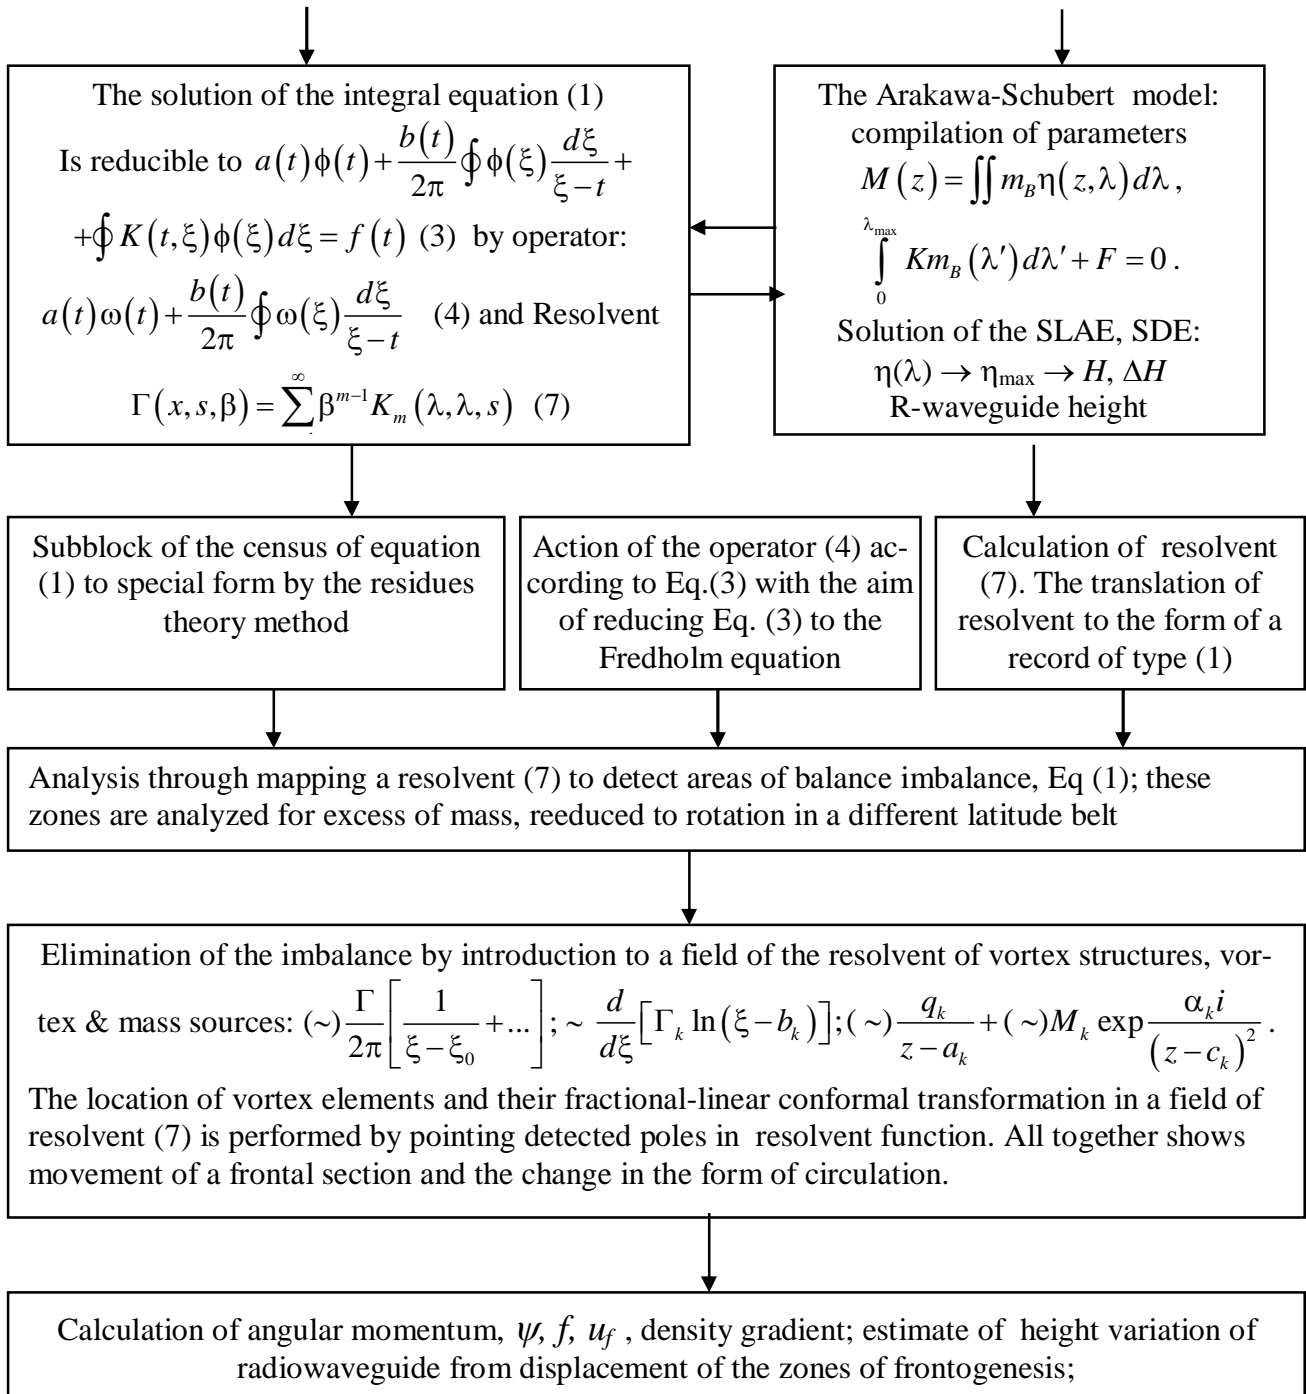 The solution of the integral equation (1)
Is reducible to a(t)ϕ(t) + b(t)/2π ∮ϕ(ξ) dξ/(ξ−t) +
+∮K(t,ξ)ϕ(ξ)dξ = f(t) (3) by operator:
a(t)ω(t) + b(t)/2π ∮ω(ξ) dξ/(ξ−t) (4) and Resolvent
Γ(x,s,β) = ∑^∞ β^{m−1} K_m(λ,λ,s) (7)
The Arakawa-Schubert model:
compilation of parameters
M(z) = ∬m_B η(z,λ)dλ,
∫_0^{λ_max} Km_B(λ′)dλ′ + F = 0.
Solution of the SLAE, SDE:
η(λ) → η_max → H, ΔH
R-waveguide height
Subblock of the census of equation
(1) to special form by the residues
theory method
Action of the operator (4) ac-
cording to Eq.(3) with the aim
of reducing Eq. (3) to the
Fredholm equation
Calculation of resolvent
(7). The translation of
resolvent to the form of a
record of type (1)
Analysis through mapping a resolvent (7) to detect areas of balance imbalance, Eq (1); these
zones are analyzed for excess of mass, reeduced to rotation in a different latitude belt
Elimination of the imbalance by introduction to a field of the resolvent of vortex structures, vor-
tex & mass sources: (~) Γ/2π [1/(ξ−ξ_0) + ...]; ~ d/dξ [Γ_k ln(ξ−b_k)]; (~) q_k/(z−a_k) + (~) M_k exp α_k i/(z−c_k)^2 .
The location of vortex elements and their fractional-linear conformal transformation in a field of
resolvent (7) is performed by pointing detected poles in resolvent function. All together shows
movement of a frontal section and the change in the form of circulation.
Calculation of angular momentum, ψ, f, u_f , density gradient; estimate of height variation of
radiowaveguide from displacement of the zones of frontogenesis;